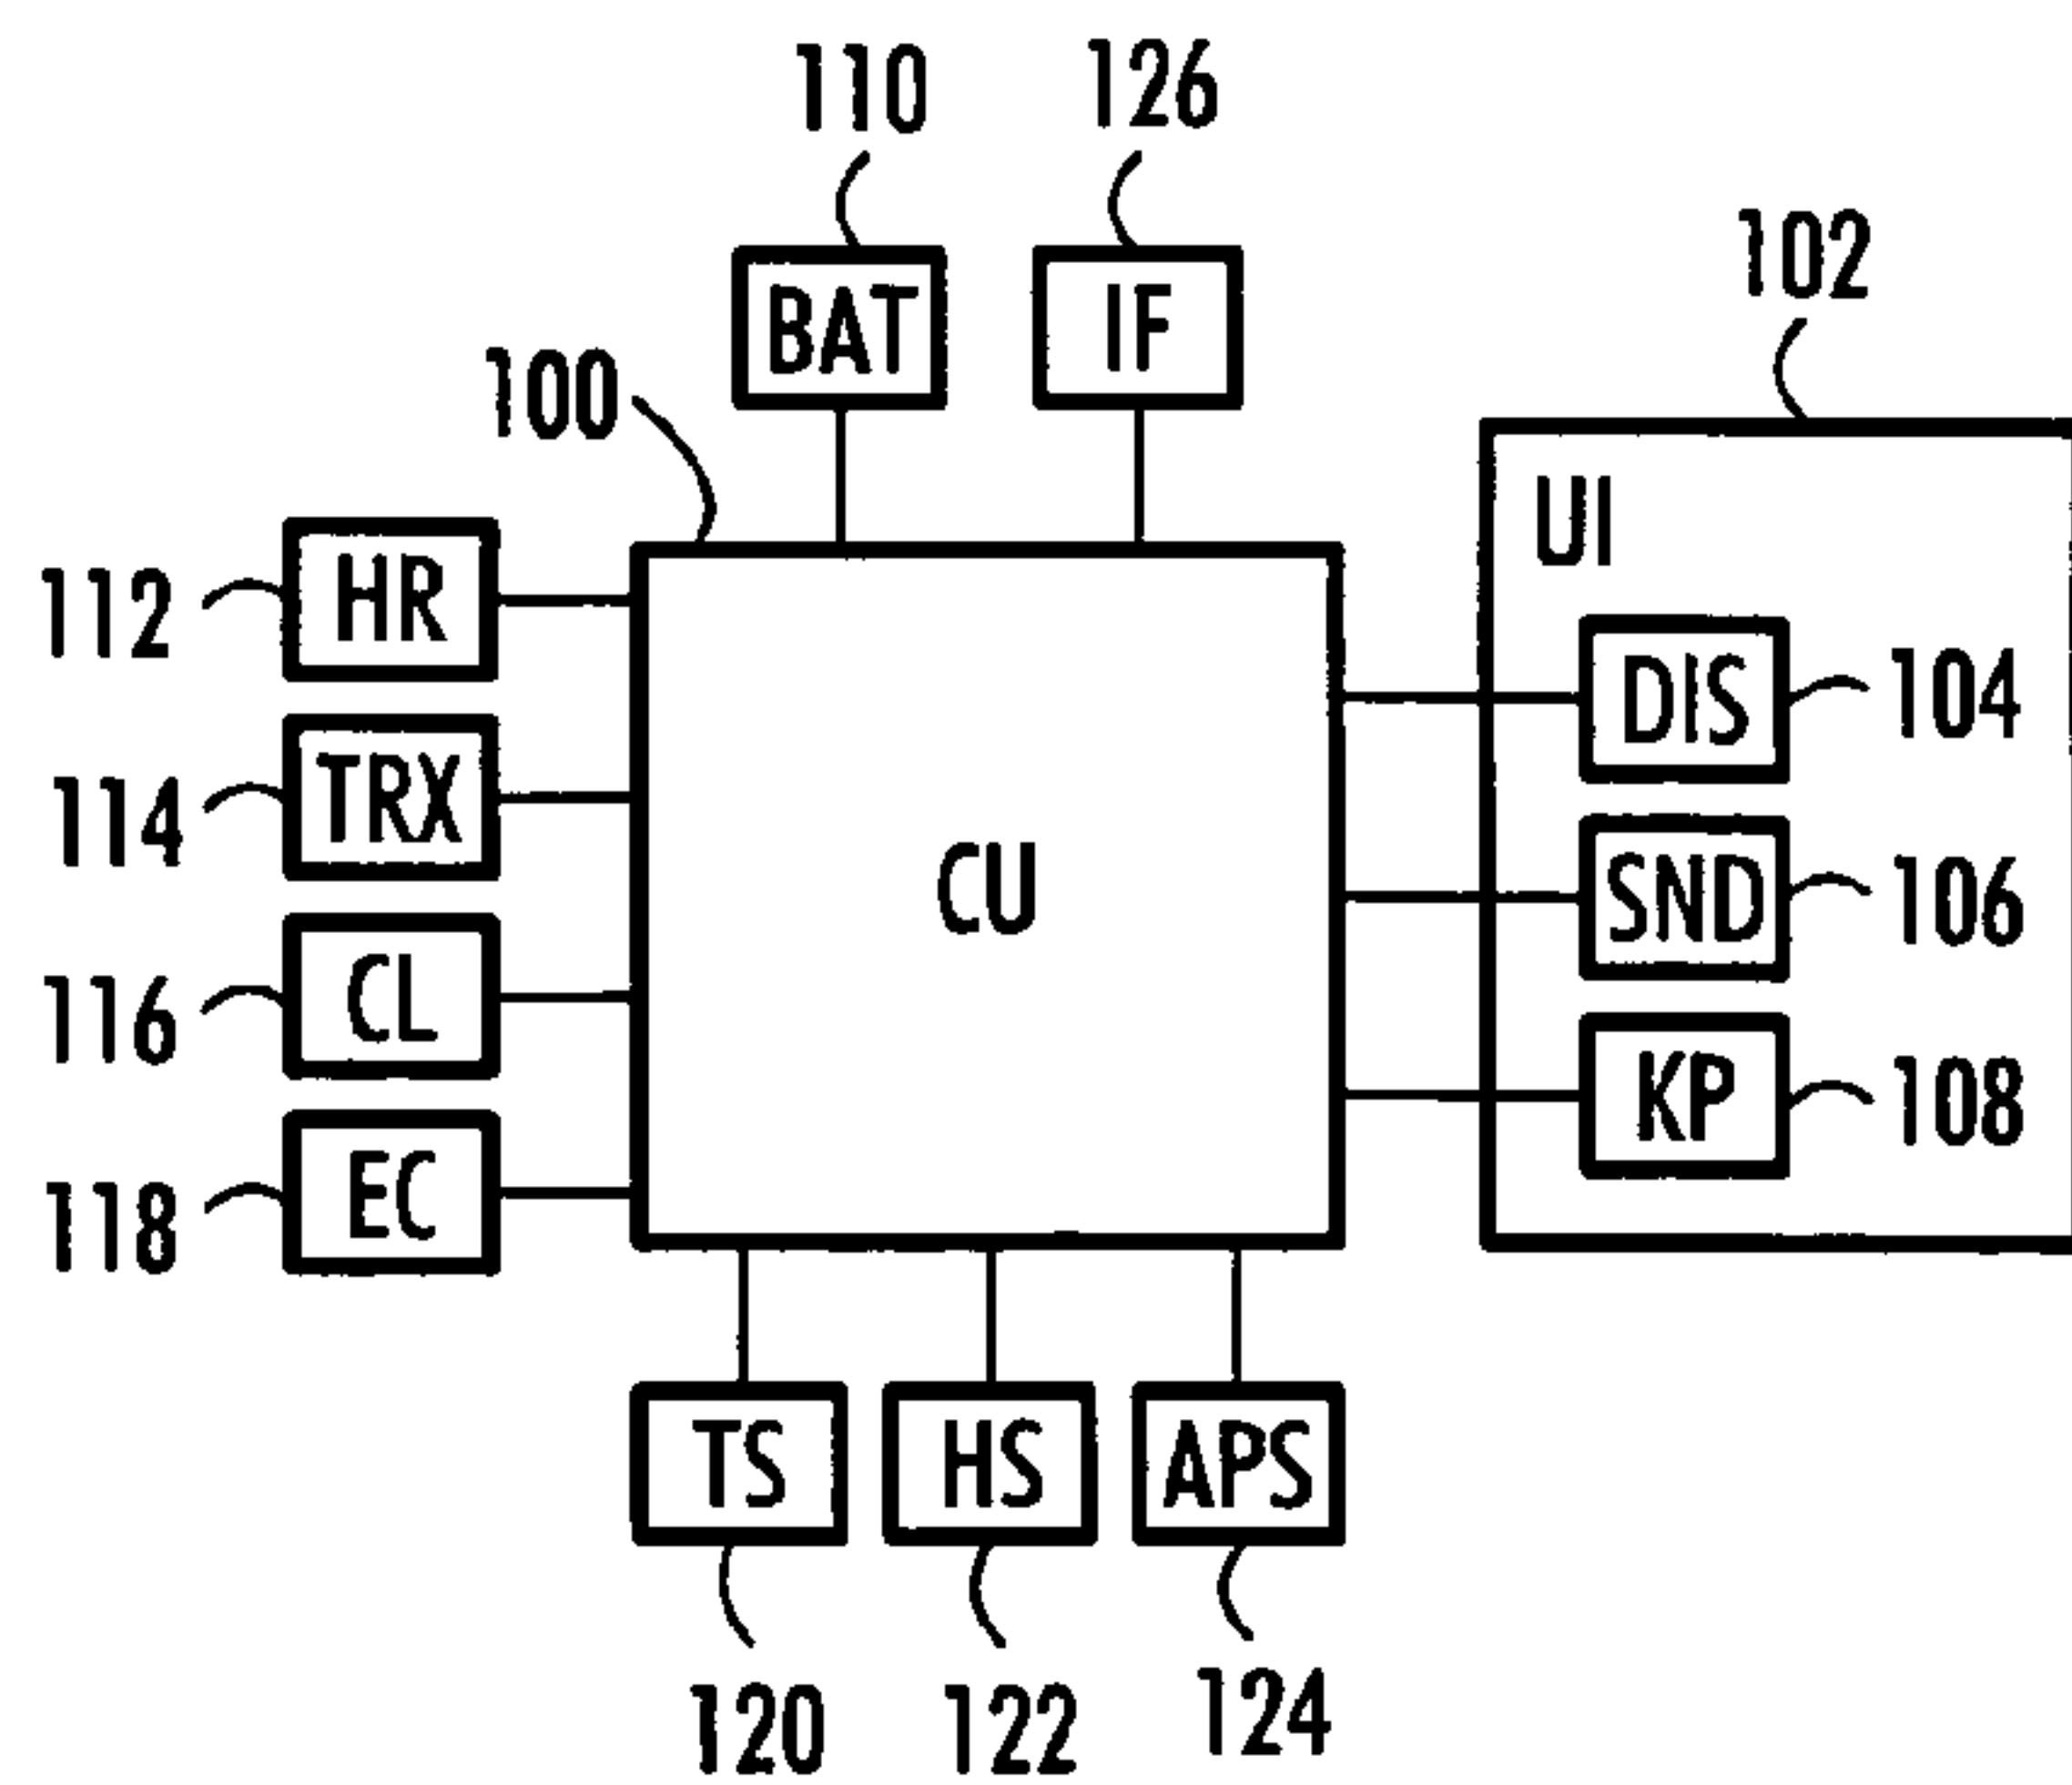 110
126
102
BAT
IF
100
UI
112
HR
DIS
104
114
TRX
CU
SND
106
116
CL
KP
108
118
EC
TS
HS
APS
120
122
124